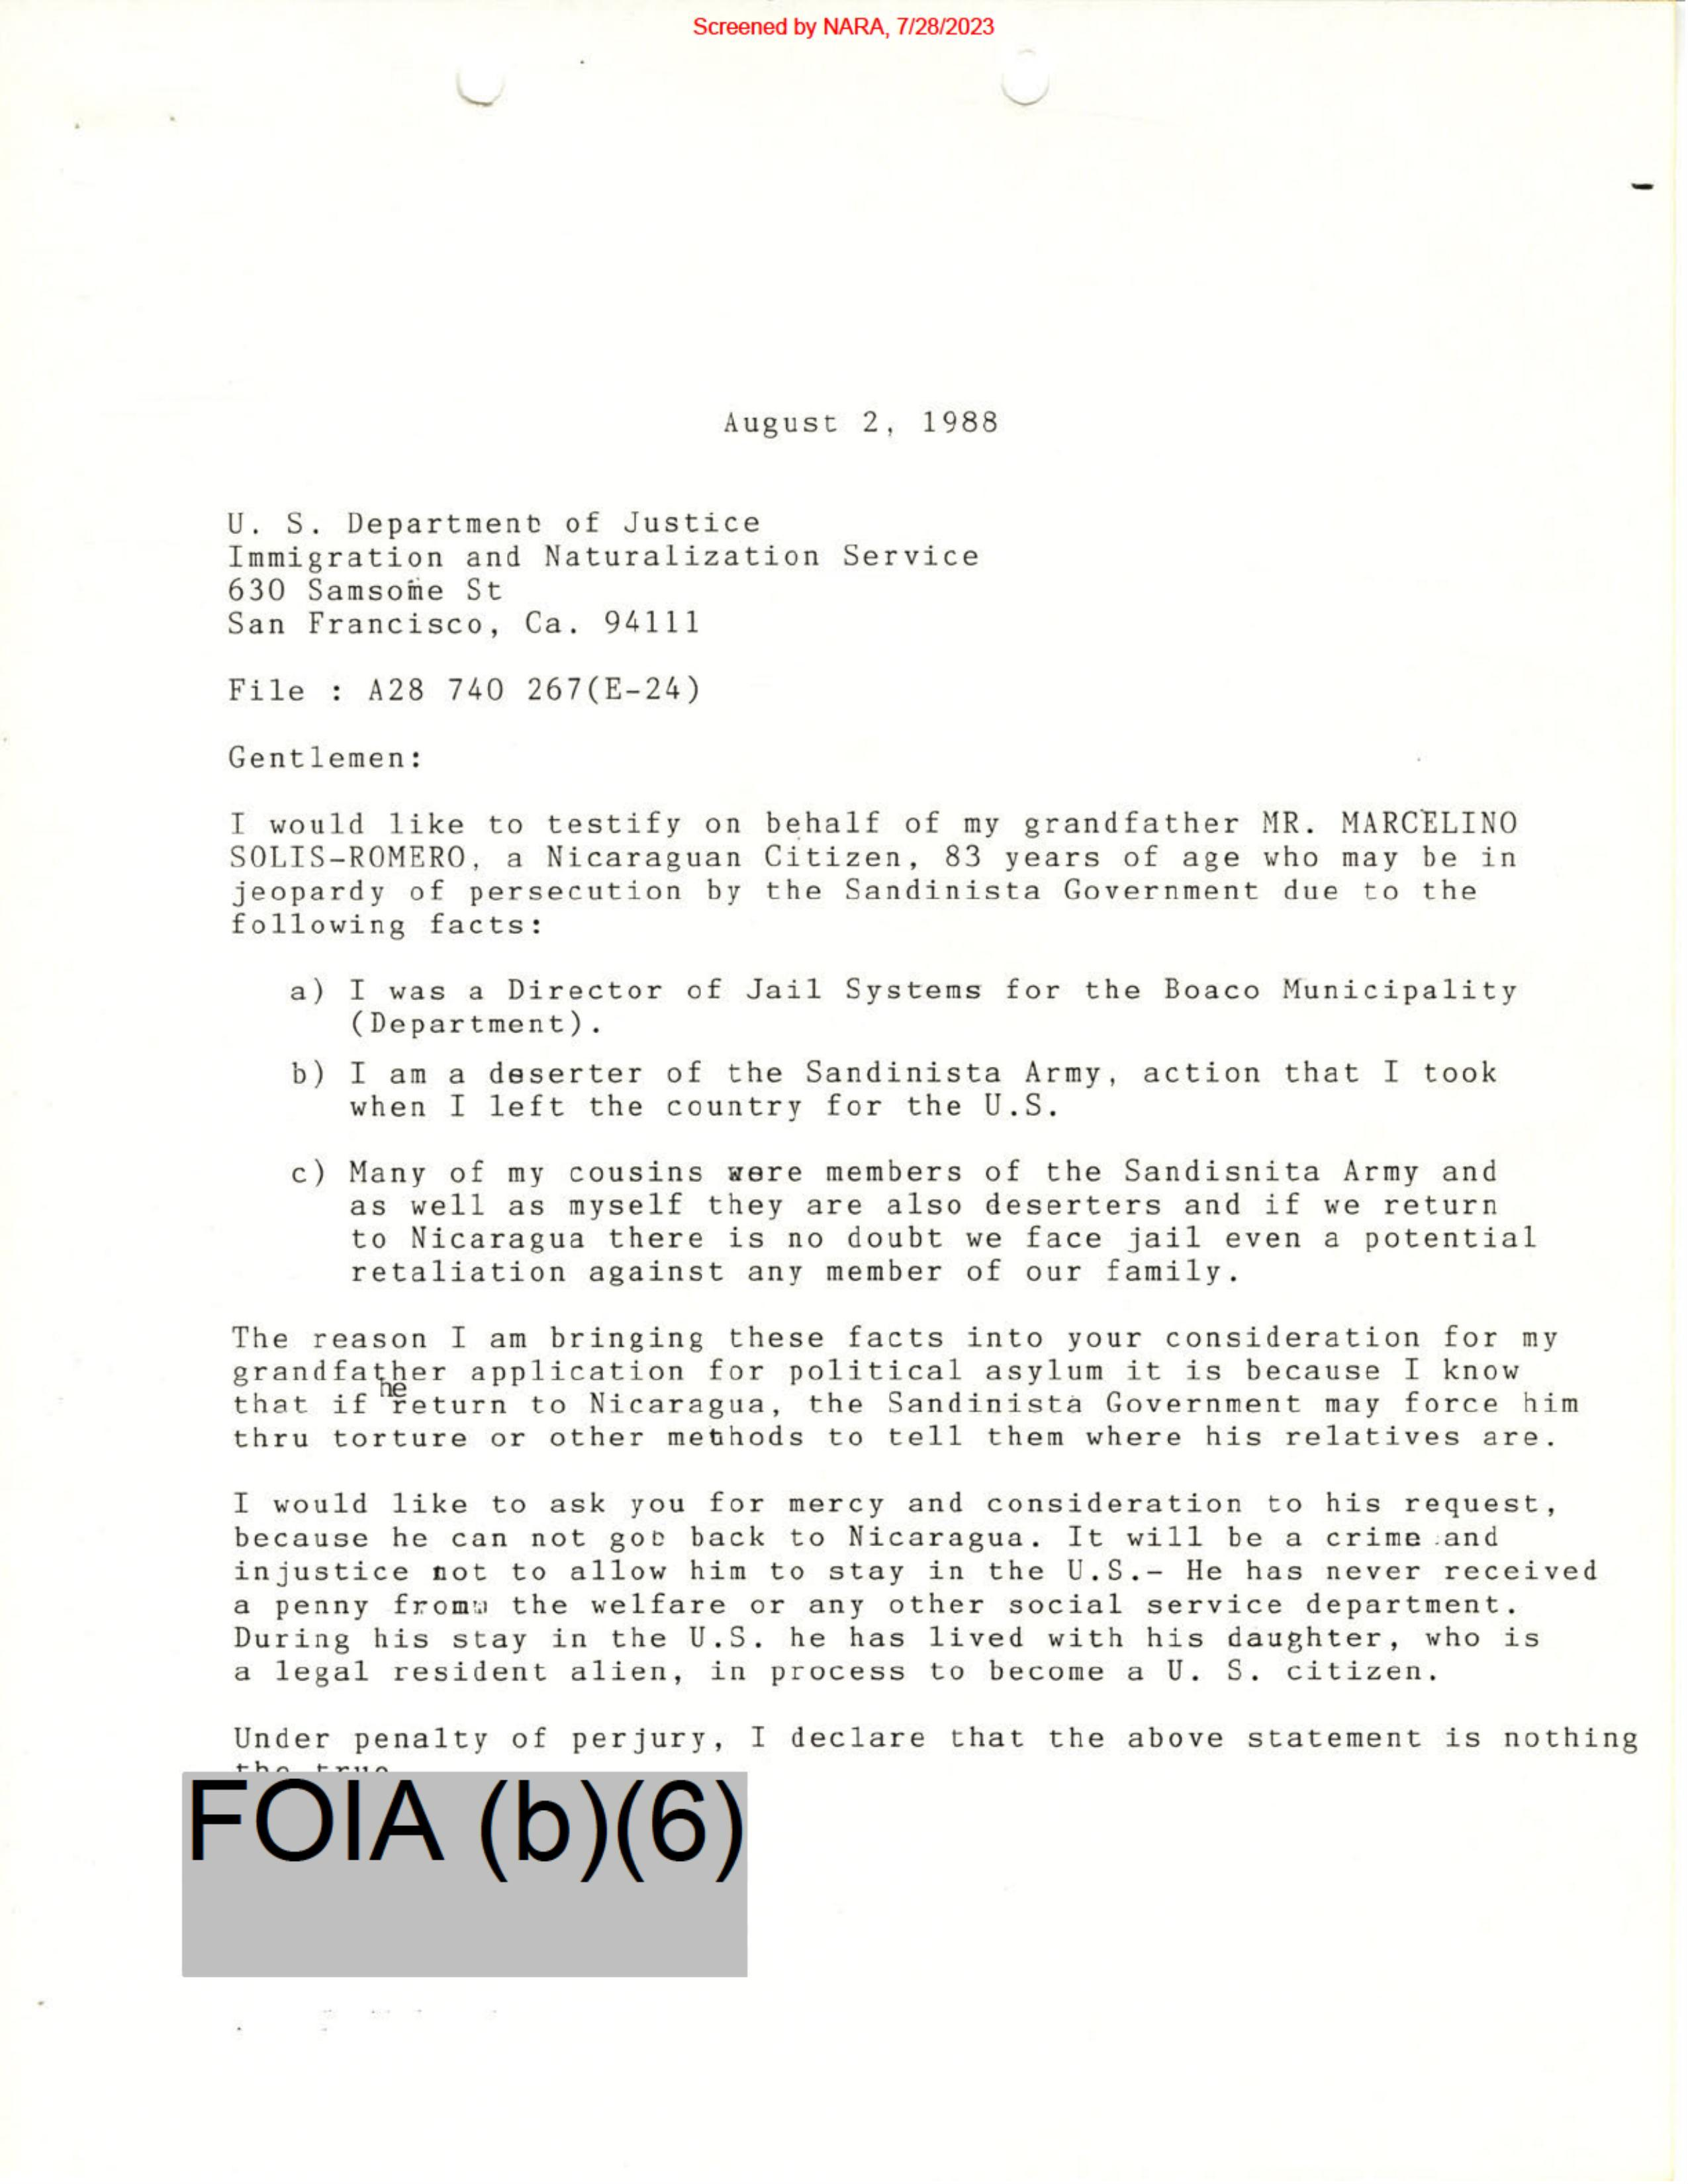 Screened by NARA, 7/28/2023
August 2, 1988
U. S. Department of Justice
Immigration and Naturalization Service
630 Samsome St
San Francisco, Ca. 94111
File : A28 740 267(E-24)
Gentlemen:
I would like to testify on behalf of my grandfather MR. MARCELINO
SOLIS-ROMERO, a Nicaraguan Citizen, 83 years of age who may be in
jeopardy of persecution by the Sandinista Government due to the
following facts:
a) I was a Director of Jail Systems for the Boaco Municipality
(Department).
b) I am a deserter of the Sandinista Army, action that I took
when I left the country for the U.S.
c) Many of my cousins were members of the Sandisnita Army and
as well as myself they are also deserters and if we return
to Nicaragua there is no doubt we face jail even a potential
retaliation against any member of our family.
The reason I am bringing these facts into your consideration for my
grandfather application for political asylum it is because I know
that if he return to Nicaragua, the Sandinista Government may force him
thru torture or other methods to tell them where his relatives are.
I would like to ask you for mercy and consideration to his request,
because he can not go back to Nicaragua. It will be a crime and
injustice not to allow him to stay in the U.S.- He has never received
a penny from the welfare or any other social service department.
During his stay in the U.S. he has lived with his daughter, who is
a legal resident alien, in process to become a U. S. citizen.
Under penalty of perjury, I declare that the above statement is nothing
the true
FOIA (b)(6)